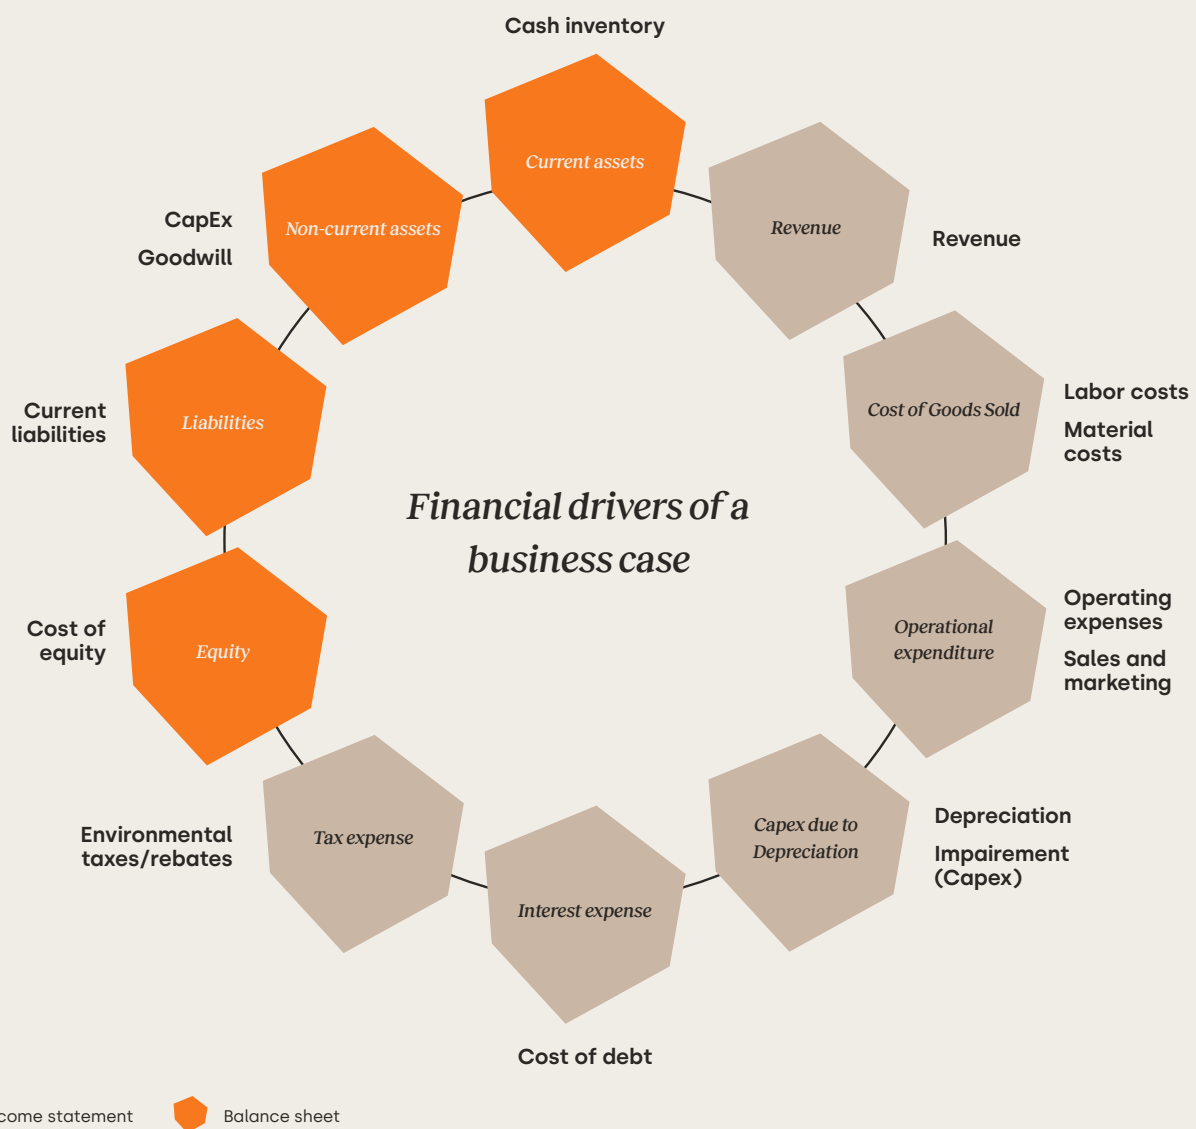 Cash inventory
Current assets
Revenue
Revenue
Cost of Goods Sold
Labor costs
Material
costs
Operational
expenditure
Operating
expenses
Sales and
marketing
Capex due to
Depreciation
Depreciation
Impairement
(Capex)
Interest expense
Cost of debt
Tax expense
Environmental
taxes/rebates
Equity
Cost of
equity
Liabilities
Current
liabilities
Non-current assets
CapEx
Goodwill
Financial drivers of a
business case
come statement
Balance sheet